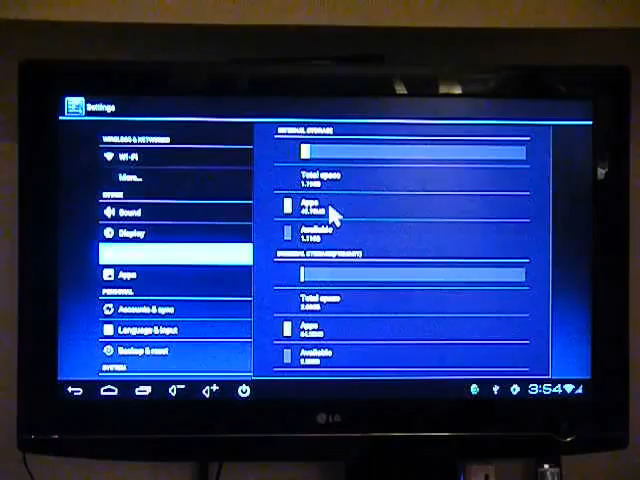 Settings
WIRELESS & NETWORKS
Wi-Fi
More...
DEVICE
Sound
Display
Apps
PERSONAL
Accounts & sync
Language & input
Backup & reset
SYSTEM
INTERNAL STORAGE
Total space
Apps
Available
Total space
Apps
Available
3:54
LG